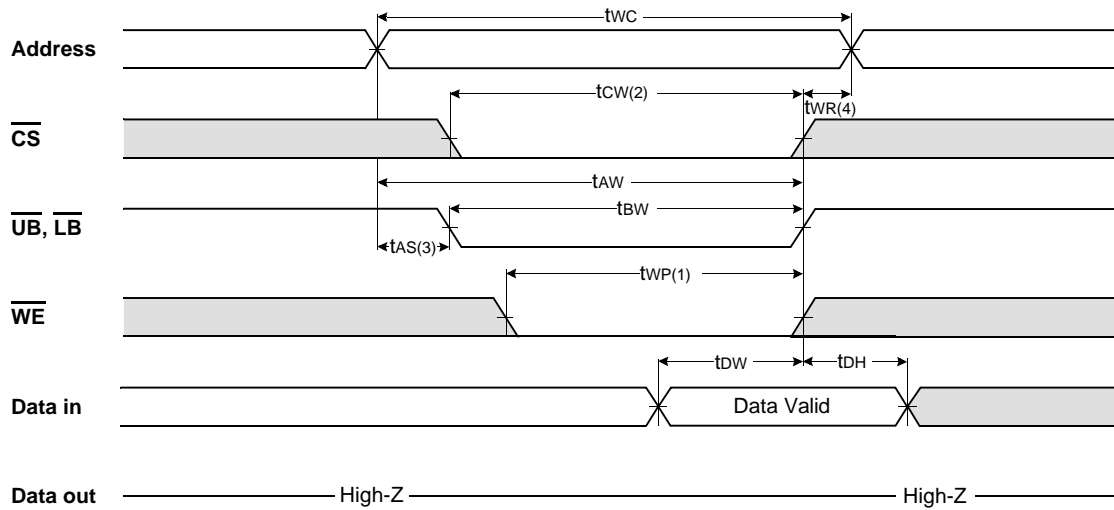 tWC
Address
tCW(2)
tWR(4)
CS
tAW
tBW
UB, LB
tAS(3)
tWP(1)
WE
tDW
tDH
Data in
Data Valid
Data out
High-Z
High-Z